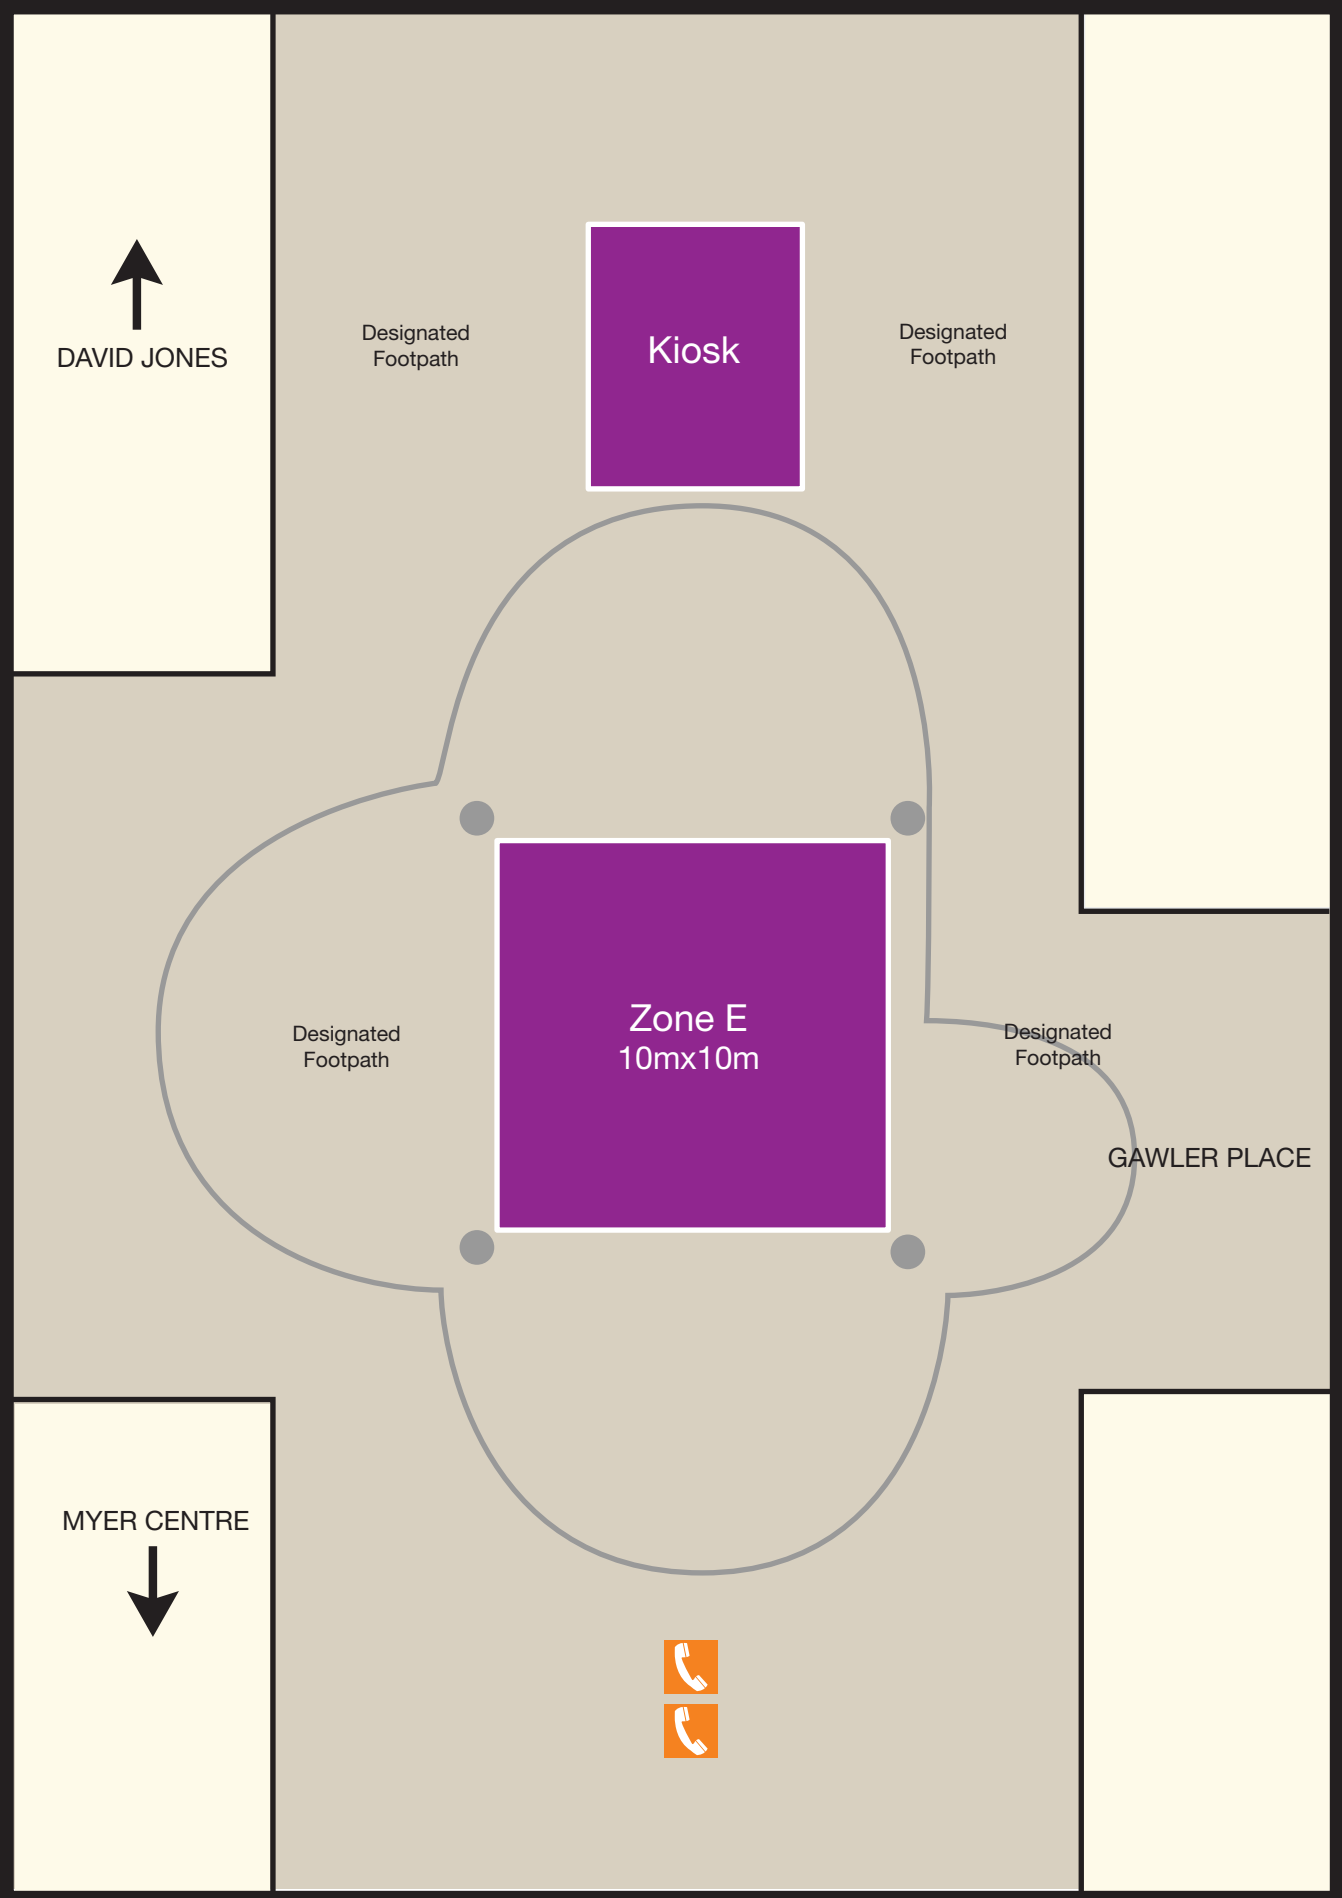 Designated
Footpath
Kiosk
Designated
Footpath
DAVID JONES
Designated
Footpath
Zone E
10mx10m
Designated
Footpath
GAWLER PLACE
MYER CENTRE